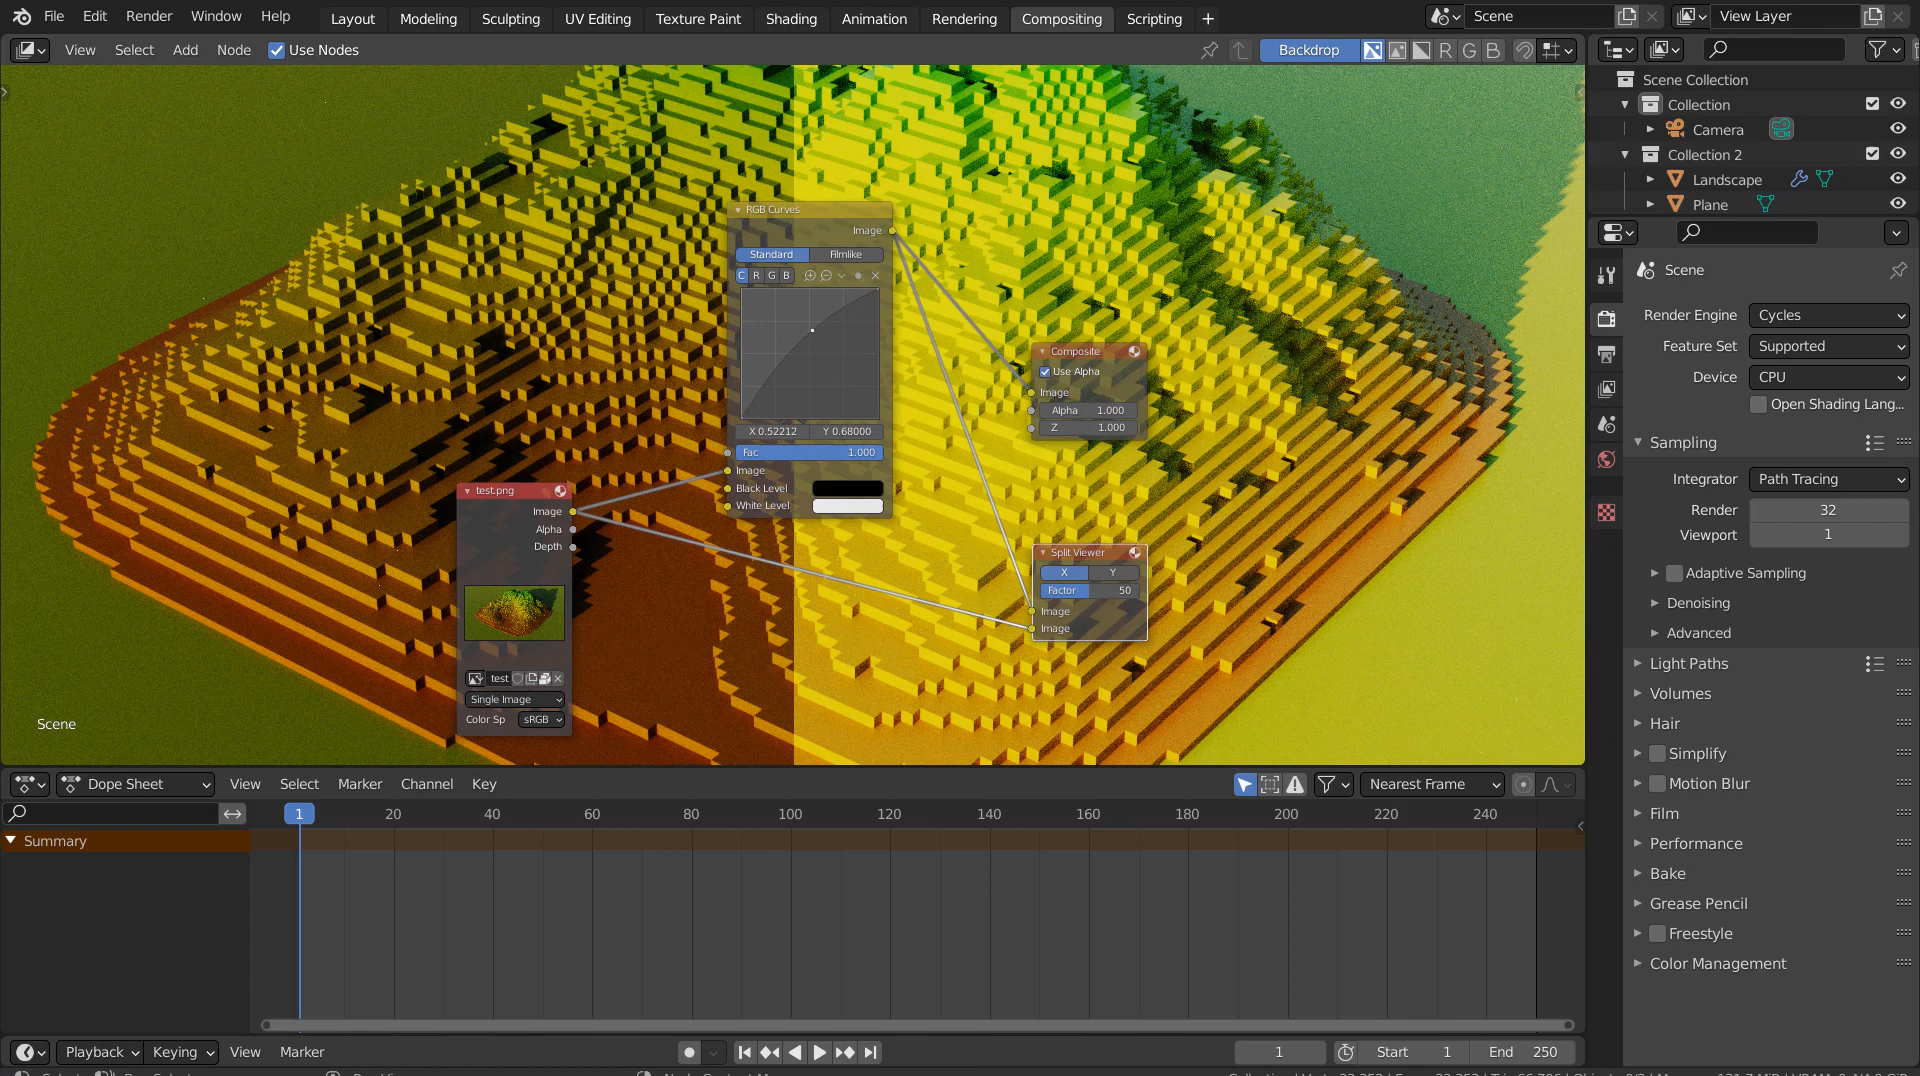 File Edit Render Window Help Layout Modeling Sculpting UV Editing Texture Paint Shading Animation Rendering Compositing Scripting + Scene View Layer
View Select Add Node Use Nodes Backdrop R G B
Scene Collection
Collection
Camera
Collection 2
Landscape
Plane
RGB Curves
Image
Standard Filmlike
C R G B
X 0.52212 Y 0.68000
Fac 1.000
Image
Black Level
White Level
Composite
Use Alpha
Image
Alpha 1.000
Z 1.000
test.png
Image
Alpha
Depth
test
Single Image
Color Sp sRGB
Split Viewer
X Y
Factor 50
Image
Image
Scene
Scene
Render Engine Cycles
Feature Set Supported
Device CPU
Open Shading Lang...
Sampling
Integrator Path Tracing
Render 32
Viewport 1
Adaptive Sampling
Denoising
Advanced
Light Paths
Volumes
Hair
Simplify
Motion Blur
Film
Performance
Bake
Grease Pencil
Freestyle
Color Management
Dope Sheet View Select Marker Channel Key Nearest Frame
1 20 40 60 80 100 120 140 160 180 200 220 240
Summary
Playback Keying View Marker 1 Start 1 End 250